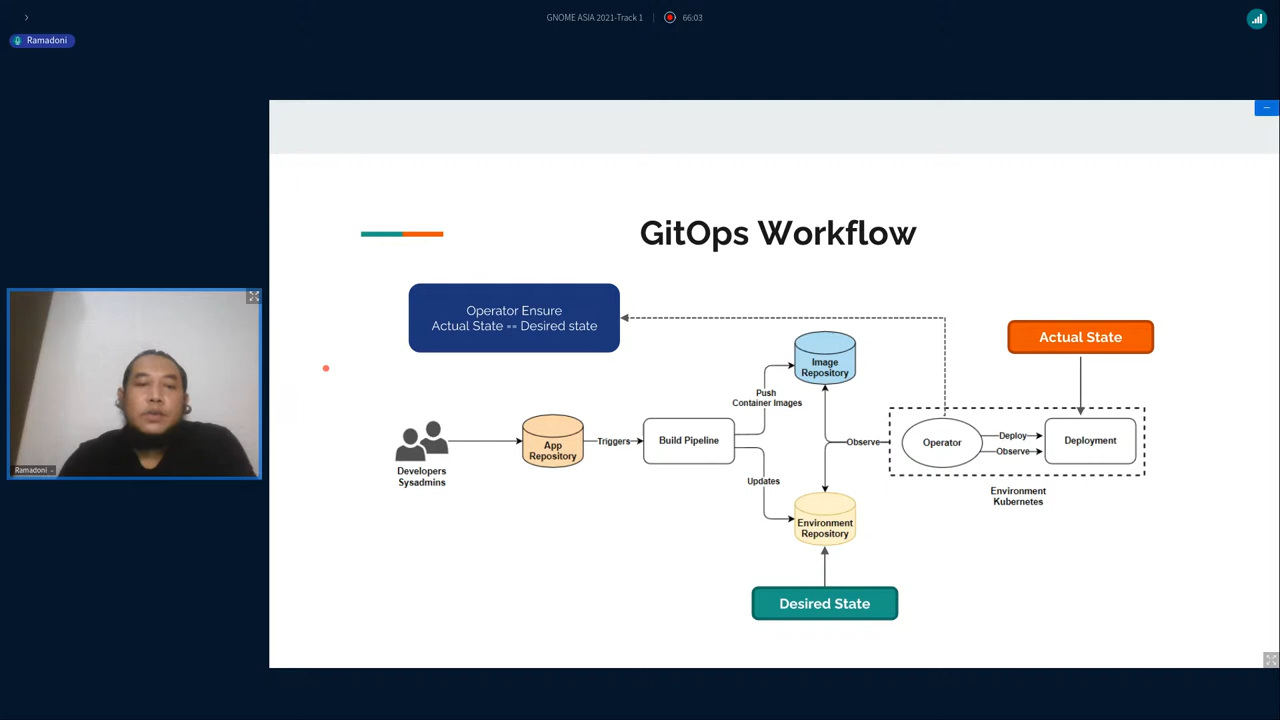 GNOME ASIA 2021-Track 1
66:03
Ramadoni
GitOps Workflow
Operator Ensure
Actual State == Desired state
Actual State
Image
Repository
Push
Container Images
Developers
Sysadmins
App
Repository
Triggers
Build Pipeline
Observe
Operator
Deploy
Observe
Deployment
Updates
Environment
Kubernetes
Environment
Repository
Desired State
Ramadoni